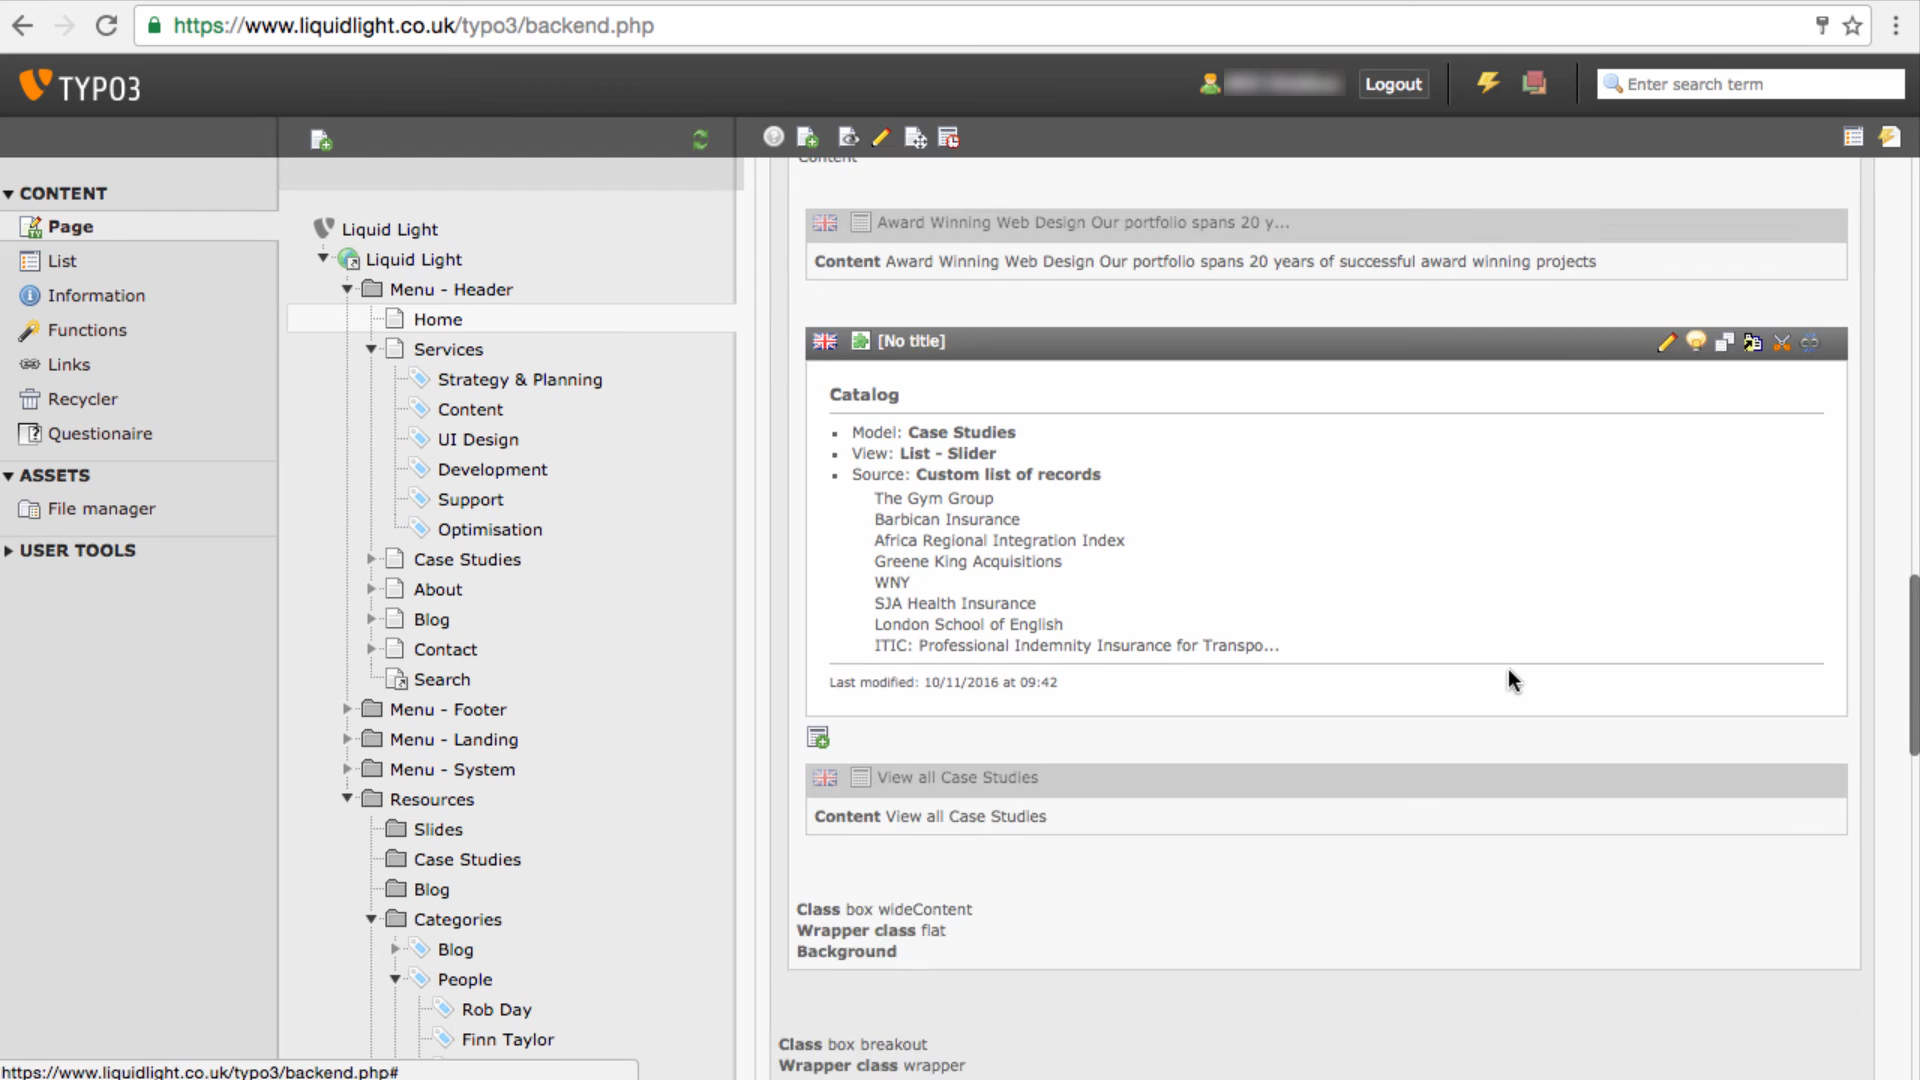 https://www.liquidlight.co.uk/typo3/backend.php
TYPO3
Logout
Enter search term
CONTENT
Page
List
Information
Functions
Links
Recycler
Questionaire
ASSETS
File manager
USER TOOLS
Liquid Light
Liquid Light
Menu - Header
Home
Services
Strategy & Planning
Content
UI Design
Development
Support
Optimisation
Case Studies
About
Blog
Contact
Search
Menu - Footer
Menu - Landing
Menu - System
Resources
Slides
Case Studies
Blog
Categories
Blog
People
Rob Day
Finn Taylor
Content
Award Winning Web Design Our portfolio spans 20 y...
Content Award Winning Web Design Our portfolio spans 20 years of successful award winning projects
[No title]
Catalog
Model: Case Studies
View: List - Slider
Source: Custom list of records
The Gym Group
Barbican Insurance
Africa Regional Integration Index
Greene King Acquisitions
WNY
SJA Health Insurance
London School of English
ITIC: Professional Indemnity Insurance for Transpo...
Last modified: 10/11/2016 at 09:42
View all Case Studies
Content View all Case Studies
Class box wideContent
Wrapper class flat
Background
Class box breakout
Wrapper class wrapper
https://www.liquidlight.co.uk/typo3/backend.php#